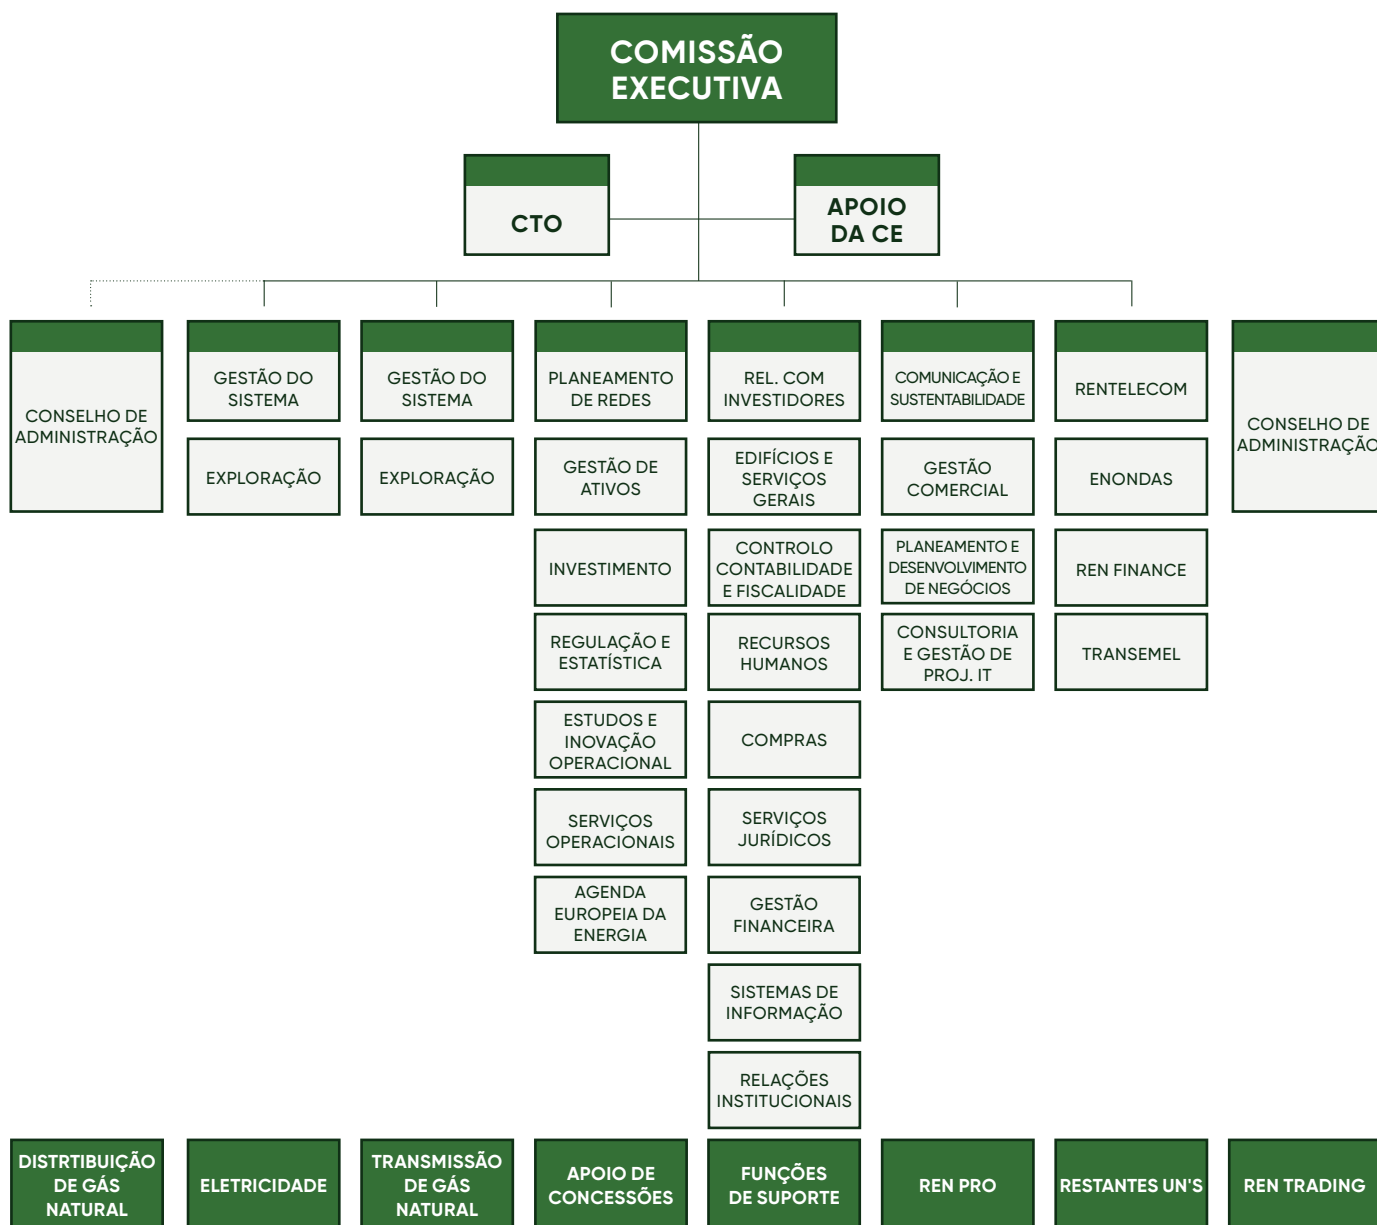 COMISSÃO
EXECUTIVA
CTO
APOIO
DA CE
CONSELHO DE
ADMINISTRAÇÃO
GESTÃO DO
SISTEMA
EXPLORAÇÃO
GESTÃO DO
SISTEMA
EXPLORAÇÃO
PLANEAMENTO
DE REDES
GESTÃO DE
ATIVOS
INVESTIMENTO
REGULAÇÃO E
ESTATÍSTICA
ESTUDOS E
INOVAÇÃO
OPERACIONAL
SERVIÇOS
OPERACIONAIS
AGENDA
EUROPEIA DA
ENERGIA
REL. COM
INVESTIDORES
EDIFÍCIOS E
SERVIÇOS
GERAIS
CONTROLO
CONTABILIDADE
E FISCALIDADE
RECURSOS
HUMANOS
COMPRAS
SERVIÇOS
JURÍDICOS
GESTÃO
FINANCEIRA
SISTEMAS DE
INFORMAÇÃO
RELAÇÕES
INSTITUCIONAIS
COMUNICAÇÃO E
SUSTENTABILIDADE
GESTÃO
COMERCIAL
PLANEAMENTO E
DESENVOLVIMENTO
DE NEGÓCIOS
CONSULTORIA
E GESTÃO DE
PROJ. IT
RENTELECOM
ENONDAS
REN FINANCE
TRANSEMEL
CONSELHO DE
ADMINISTRAÇÃO
DISTRTIBUIÇÃO
DE GÁS
NATURAL
ELETRICIDADE
TRANSMISSÃO
DE GÁS
NATURAL
APOIO DE
CONCESSÕES
FUNÇÕES
DE SUPORTE
REN PRO
RESTANTES UN'S
REN TRADING